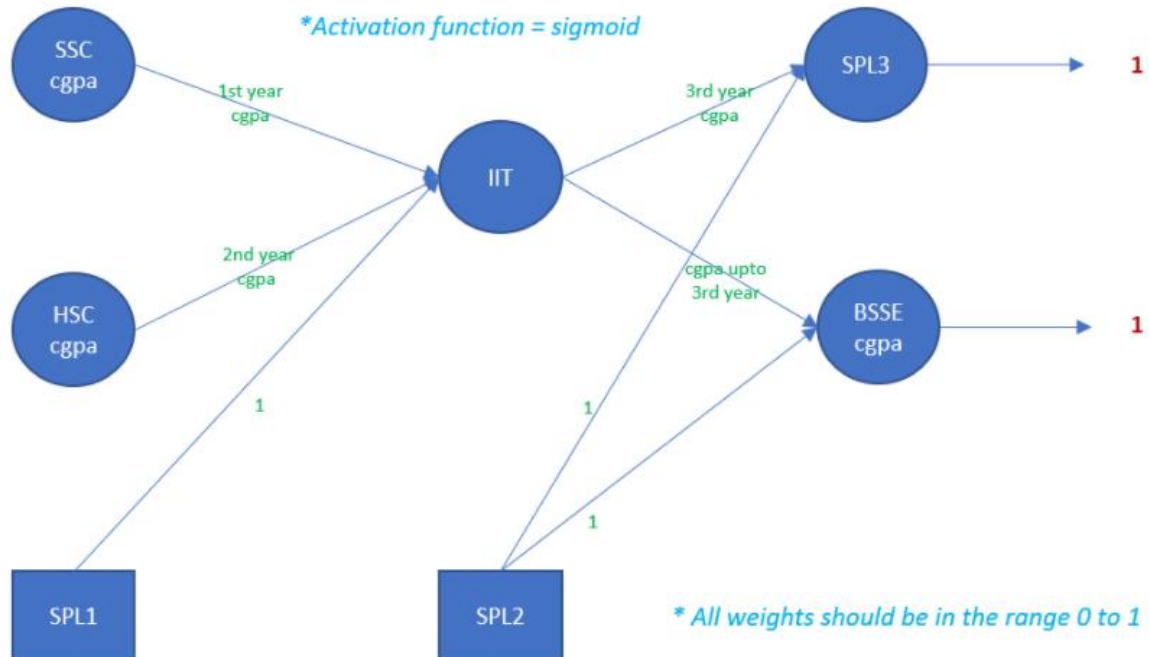 *Activation function = sigmoid
SSC
cgpa
1st year
cgpa
3rd year
cgpa
SPL3
1
IIT
HSC
cgpa
2nd year
cgpa
cgpa upto
3rd year
BSSE
cgpa
1
1
1
1
SPL1
SPL2
* All weights should be in the range 0 to 1